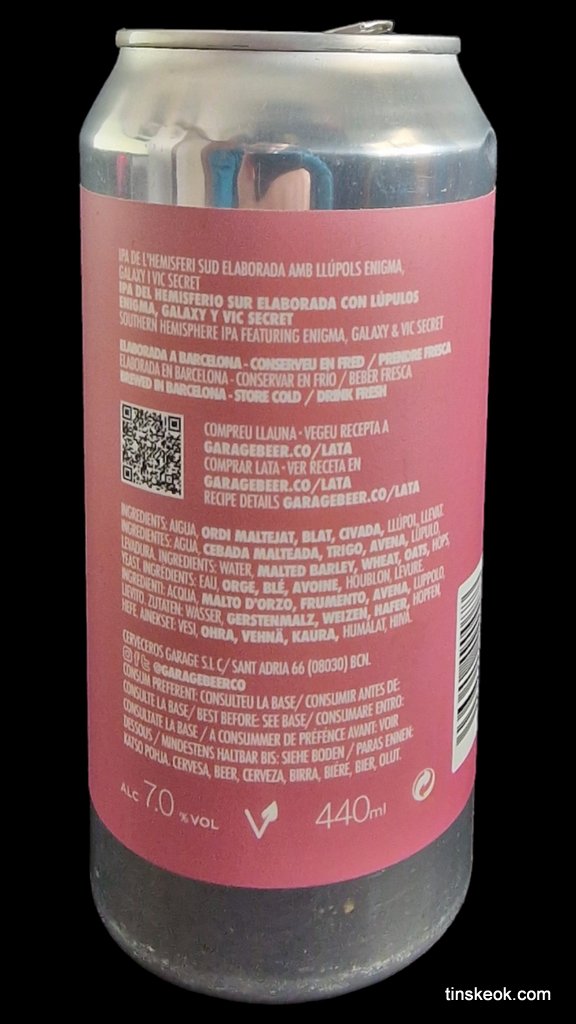 IPA DE L'HEMISFERI SUD ELABORADA AMB LLÚPOLS ENIGMA,
GALAXY I VIC SECRET
IPA DEL HEMISFERIO SUR ELABORADA CON LÚPULOS
ENIGMA, GALAXY Y VIC SECRET
SOUTHERN HEMISPHERE IPA FEATURING ENIGMA, GALAXY & VIC SECRET
ELABORADA A BARCELONA - CONSERVEU EN FRED / PRENDRE FRESCA
ELABORADA EN BARCELONA - CONSERVAR EN FRIO / BEBER FRESCA
BREWED IN BARCELONA - STORE COLD / DRINK FRESH
COMPREU LLAUNA - VEGEU RECEPTA A
GARAGEBEER.CO/LATA
COMPRAR LATA - VER RECETA EN
GARAGEBEER.CO/LATA
RECIPE DETAILS GARAGEBEER.CO/LATA
INGREDIENTS: AIGUA, ORDI MALTEJAT, BLAT, CIVADA, LLÚPOL, LLEVAT.
INGREDIENTES: AGUA, CEBADA MALTEADA, TRIGO, AVENA, LÚPULO,
LEVADURA. INGREDIENTS: WATER, MALTED BARLEY, WHEAT, OATS, HOPS,
YEAST. INGRÉDIENTS: EAU, ORGE, BLÉ, AVOINE, HOUBLON, LEVURE.
INGREDIENTI: ACQUA, MALTO D'ORZO, FRUMENTO, AVENA, LUPPOLO,
LIEVITO. ZUTATEN: WASSER, GERSTENMALZ, WEIZEN, HAFER, HOPFEN,
HEFE. AINEKSET: VESI, OHRA, VEHNÄ, KAURA, HUMALAT, HIIVA.
CERVECEROS GARAGE S.L C/ SANT ADRIA 66 (08030) BCN.
@GARAGEBEERCO
CONSUM PREFERENT: CONSULTEU LA BASE/ CONSUMIR ANTES DE:
CONSULTE LA BASE/ BEST BEFORE: SEE BASE/ CONSUMARE ENTRO:
CONSULTATE LA BASE / A CONSUMMER DE PRÉFÉNCE AVANT: VOIR
DESSOUS / MINDESTENS HALTBAR BIS: SIEHE BODEN / PARAS ENNEN:
KATSO POHJA. CERVESA, BEER, CERVEZA, BIRRA, BIÈRE, BIER, OLUT.
ALC 7.0 % VOL
440ml
tinskeok.com